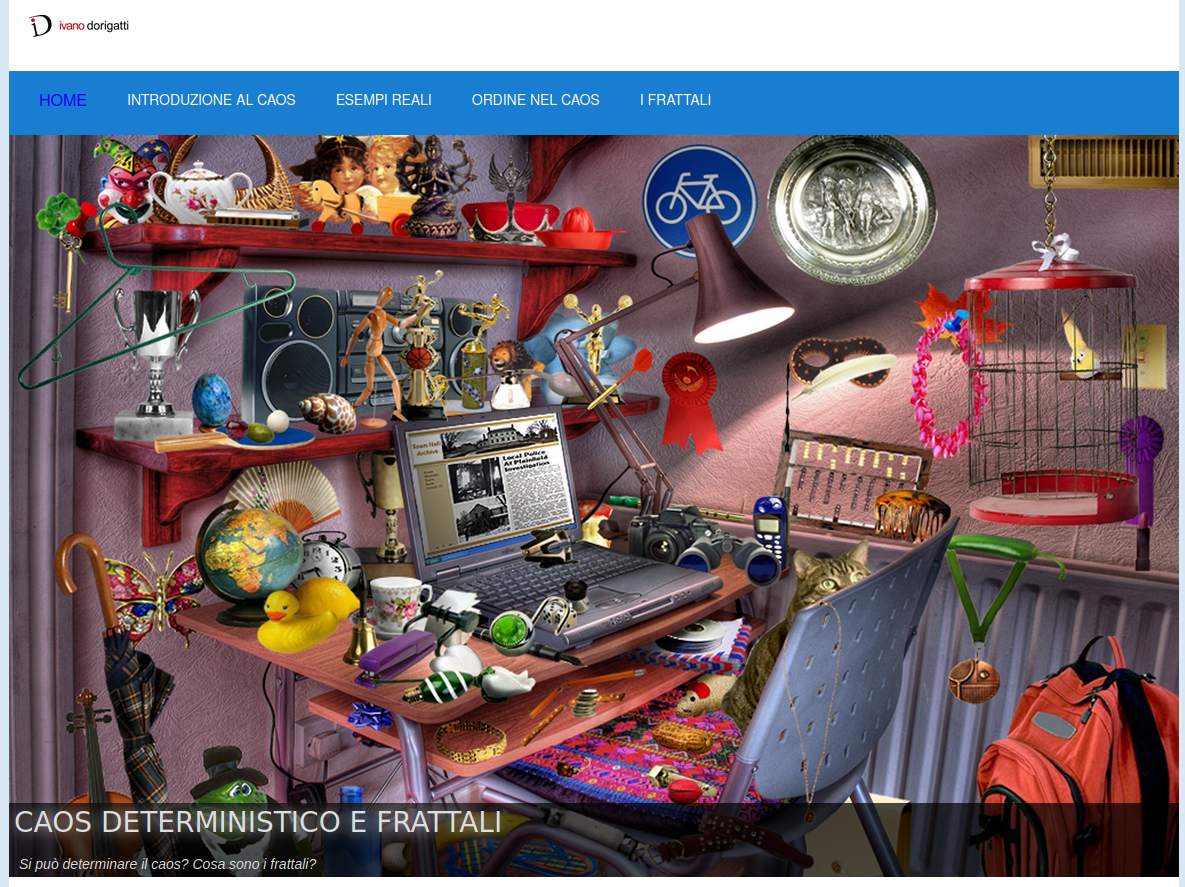 ivano dorigatti
HOME
INTRODUZIONE AL CAOS
ESEMPI REALI
ORDINE NEL CAOS
I FRATTALI
Town Hall
Archive
Local Police
At Plainfield
Investigation
CAOS DETERMINISTICO E FRATTALI
Si può determinare il caos? Cosa sono i frattali?